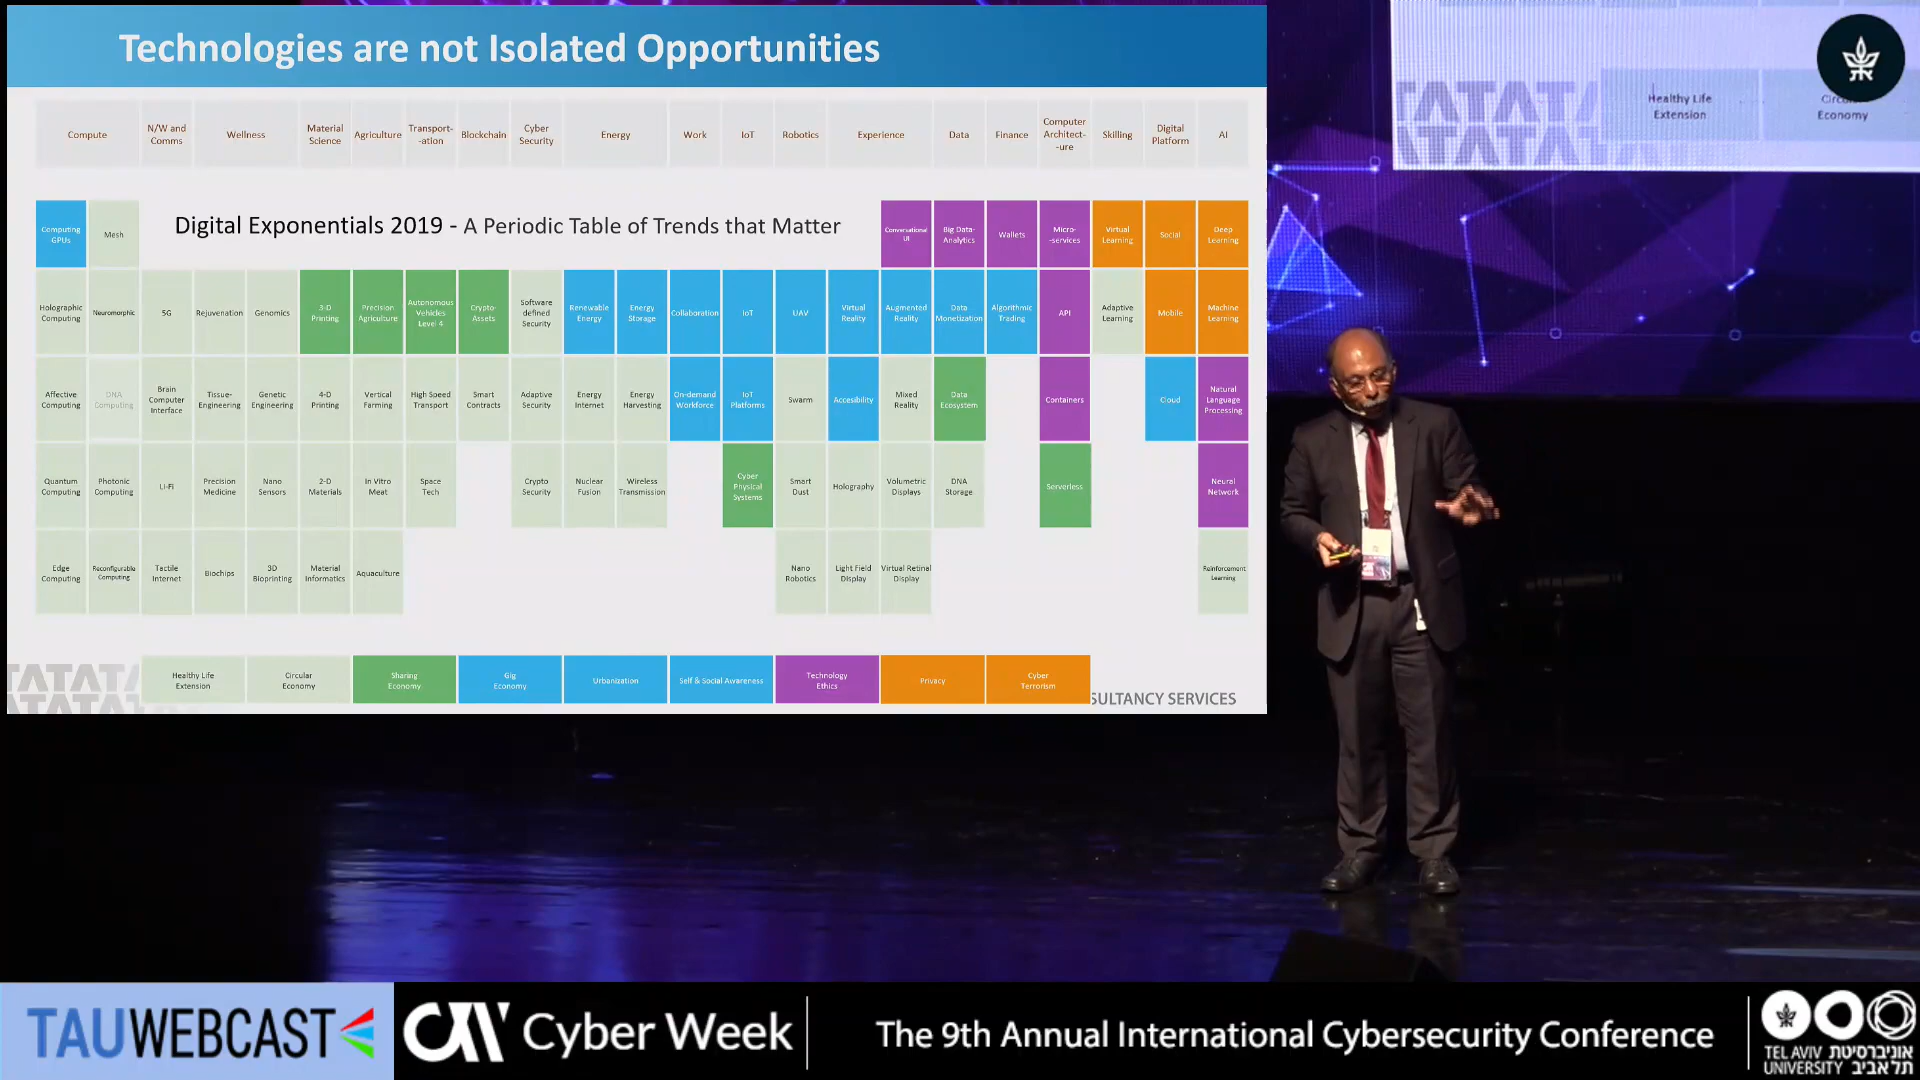 Technologies are not Isolated Opportunities
Compute
N/W and
Comms
Wellness
Material
Science
Agriculture
Transport-
-ation
Blockchain
Cyber
Security
Energy
Work
IoT
Robotics
Experience
Data
Finance
Computer
Architect-
-ure
Skilling
Digital
Platform
AI
Digital Exponentials 2019 - A Periodic Table of Trends that Matter
Computing
GPUs
Mesh
Conversational
UI
Big Data-
Analytics
Wallets
Micro-
-services
Virtual
Learning
Social
Deep
Learning
Holographic
Computing
Neuromorphic
5G
Rejuvenation
Genomics
3-D
Printing
Precision
Agriculture
Autonomous
Vehicles
Level 4
Crypto-
Assets
Software
defined
Security
Renewable
Energy
Energy
Storage
Collaboration
IoT
UAV
Virtual
Reality
Augmented
Reality
Data
Monetization
Algorithmic
Trading
API
Adaptive
Learning
Mobile
Machine
Learning
Affective
Computing
DNA
Computing
Brain
Computer
Interface
Tissue-
Engineering
Genetic
Engineering
4-D
Printing
Vertical
Farming
High Speed
Transport
Smart
Contracts
Adaptive
Security
Energy
Internet
Energy
Harvesting
On-demand
Workforce
IoT
Platforms
Swarm
Accesibility
Mixed
Reality
Data
Ecosystem
Containers
Cloud
Natural
Language
Processing
Quantum
Computing
Photonic
Computing
Li-Fi
Precision
Medicine
Nano
Sensors
2-D
Materials
In Vitro
Meat
Space
Tech
Crypto
Security
Nuclear
Fusion
Wireless
Transmission
Cyber
Physical
Systems
Smart
Dust
Holography
Volumetric
Displays
DNA
Storage
Serverless
Neural
Network
Edge
Computing
Reconfigurable
Computing
Tactile
Internet
Biochips
3D
Bioprinting
Material
Informatics
Aquaculture
Nano
Robotics
Light Field
Display
Virtual Retinal
Display
Reinforcement
Learning
Healthy Life
Extension
Circular
Economy
Sharing
Economy
Gig
Economy
Urbanization
Self & Social Awareness
Technology
Ethics
Privacy
Cyber
Terrorism
SULTANCY SERVICES
TATATA
Healthy Life
Extension
Economy
TAUWEBCAST
Cyber Week
The 9th Annual International Cybersecurity Conference
TEL AVIV אוניברסיטת
UNIVERSITY תל אביב